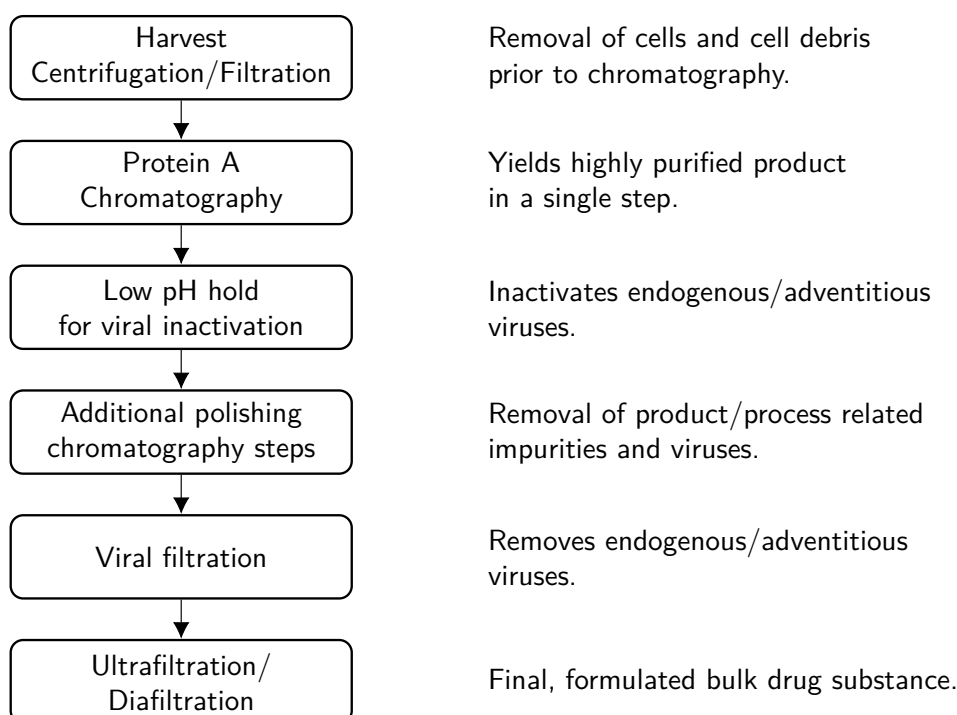 Harvest
Centrifugation/Filtration
Removal of cells and cell debris
prior to chromatography.
Protein A
Chromatography
Yields highly purified product
in a single step.
Low pH hold
for viral inactivation
Inactivates endogenous/adventitious
viruses.
Additional polishing
chromatography steps
Removal of product/process related
impurities and viruses.
Viral filtration
Removes endogenous/adventitious
viruses.
Ultrafiltration/
Diafiltration
Final, formulated bulk drug substance.